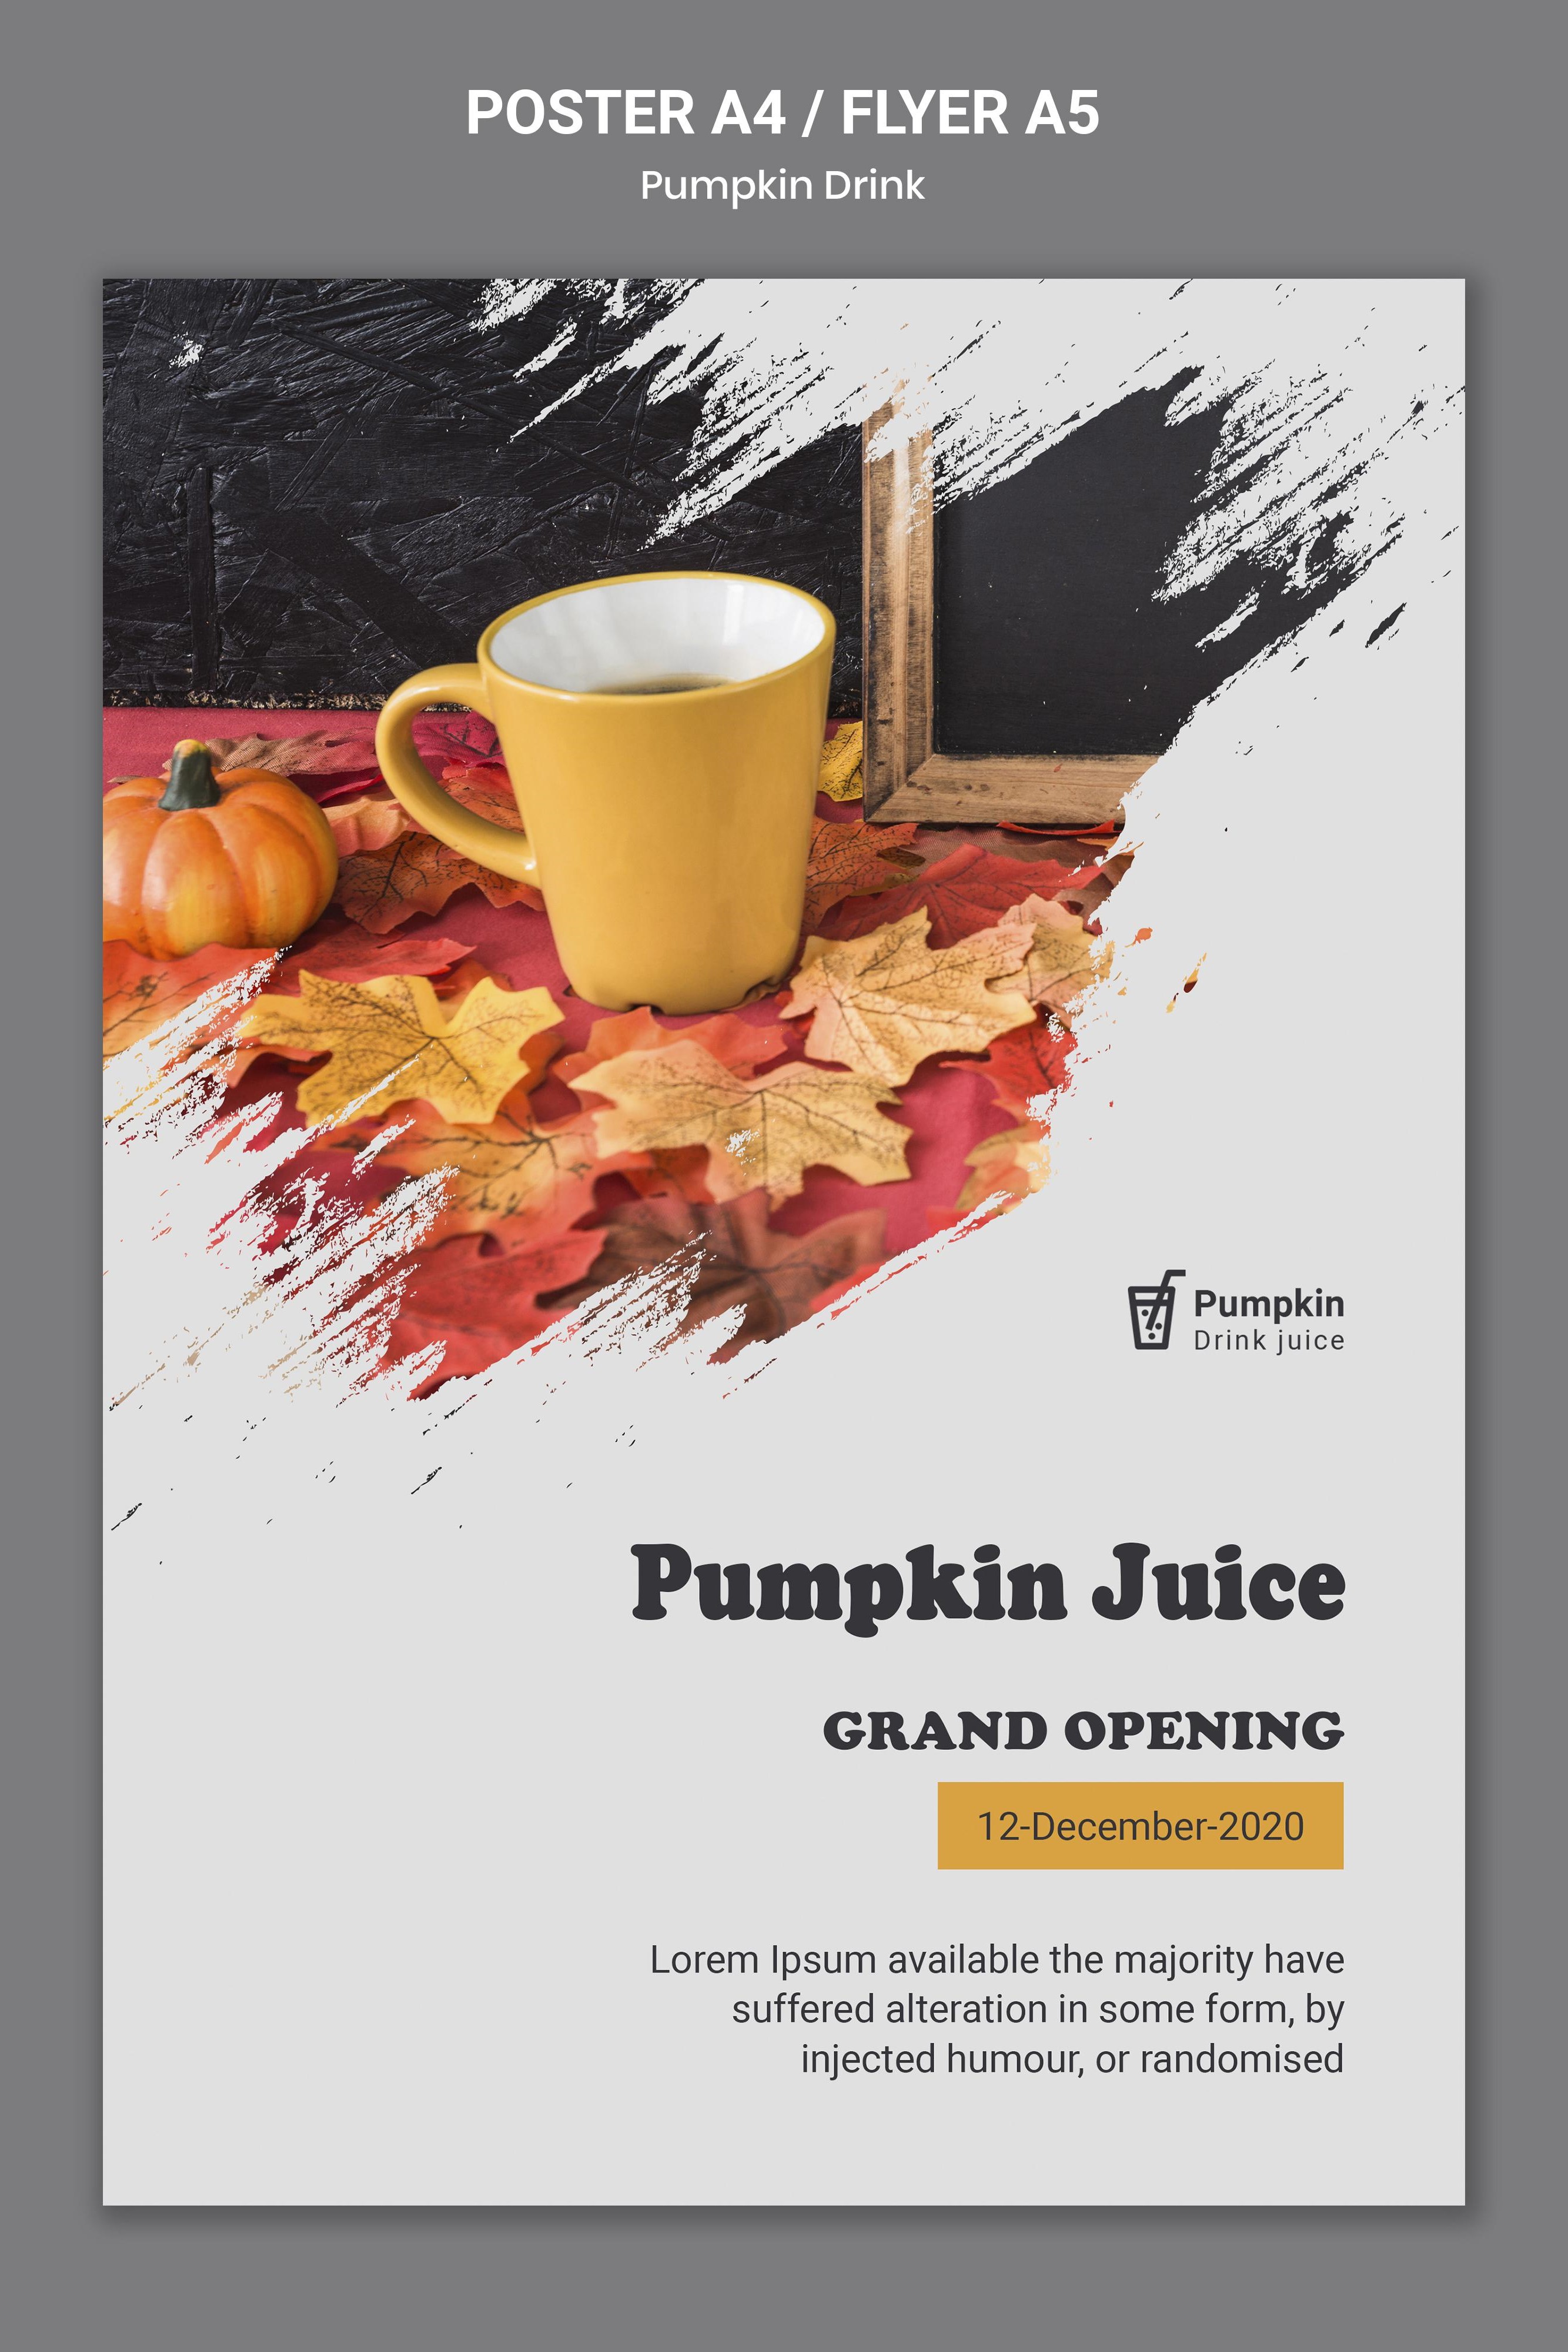 POSTER A4 / FLYER A5
Pumpkin Drink
Pumpkin
Drink juice
Pumpkin Juice
GRAND OPENING
12-December-2020
Lorem Ipsum available the majority have
suffered alteration in some form, by
injected humour, or randomised